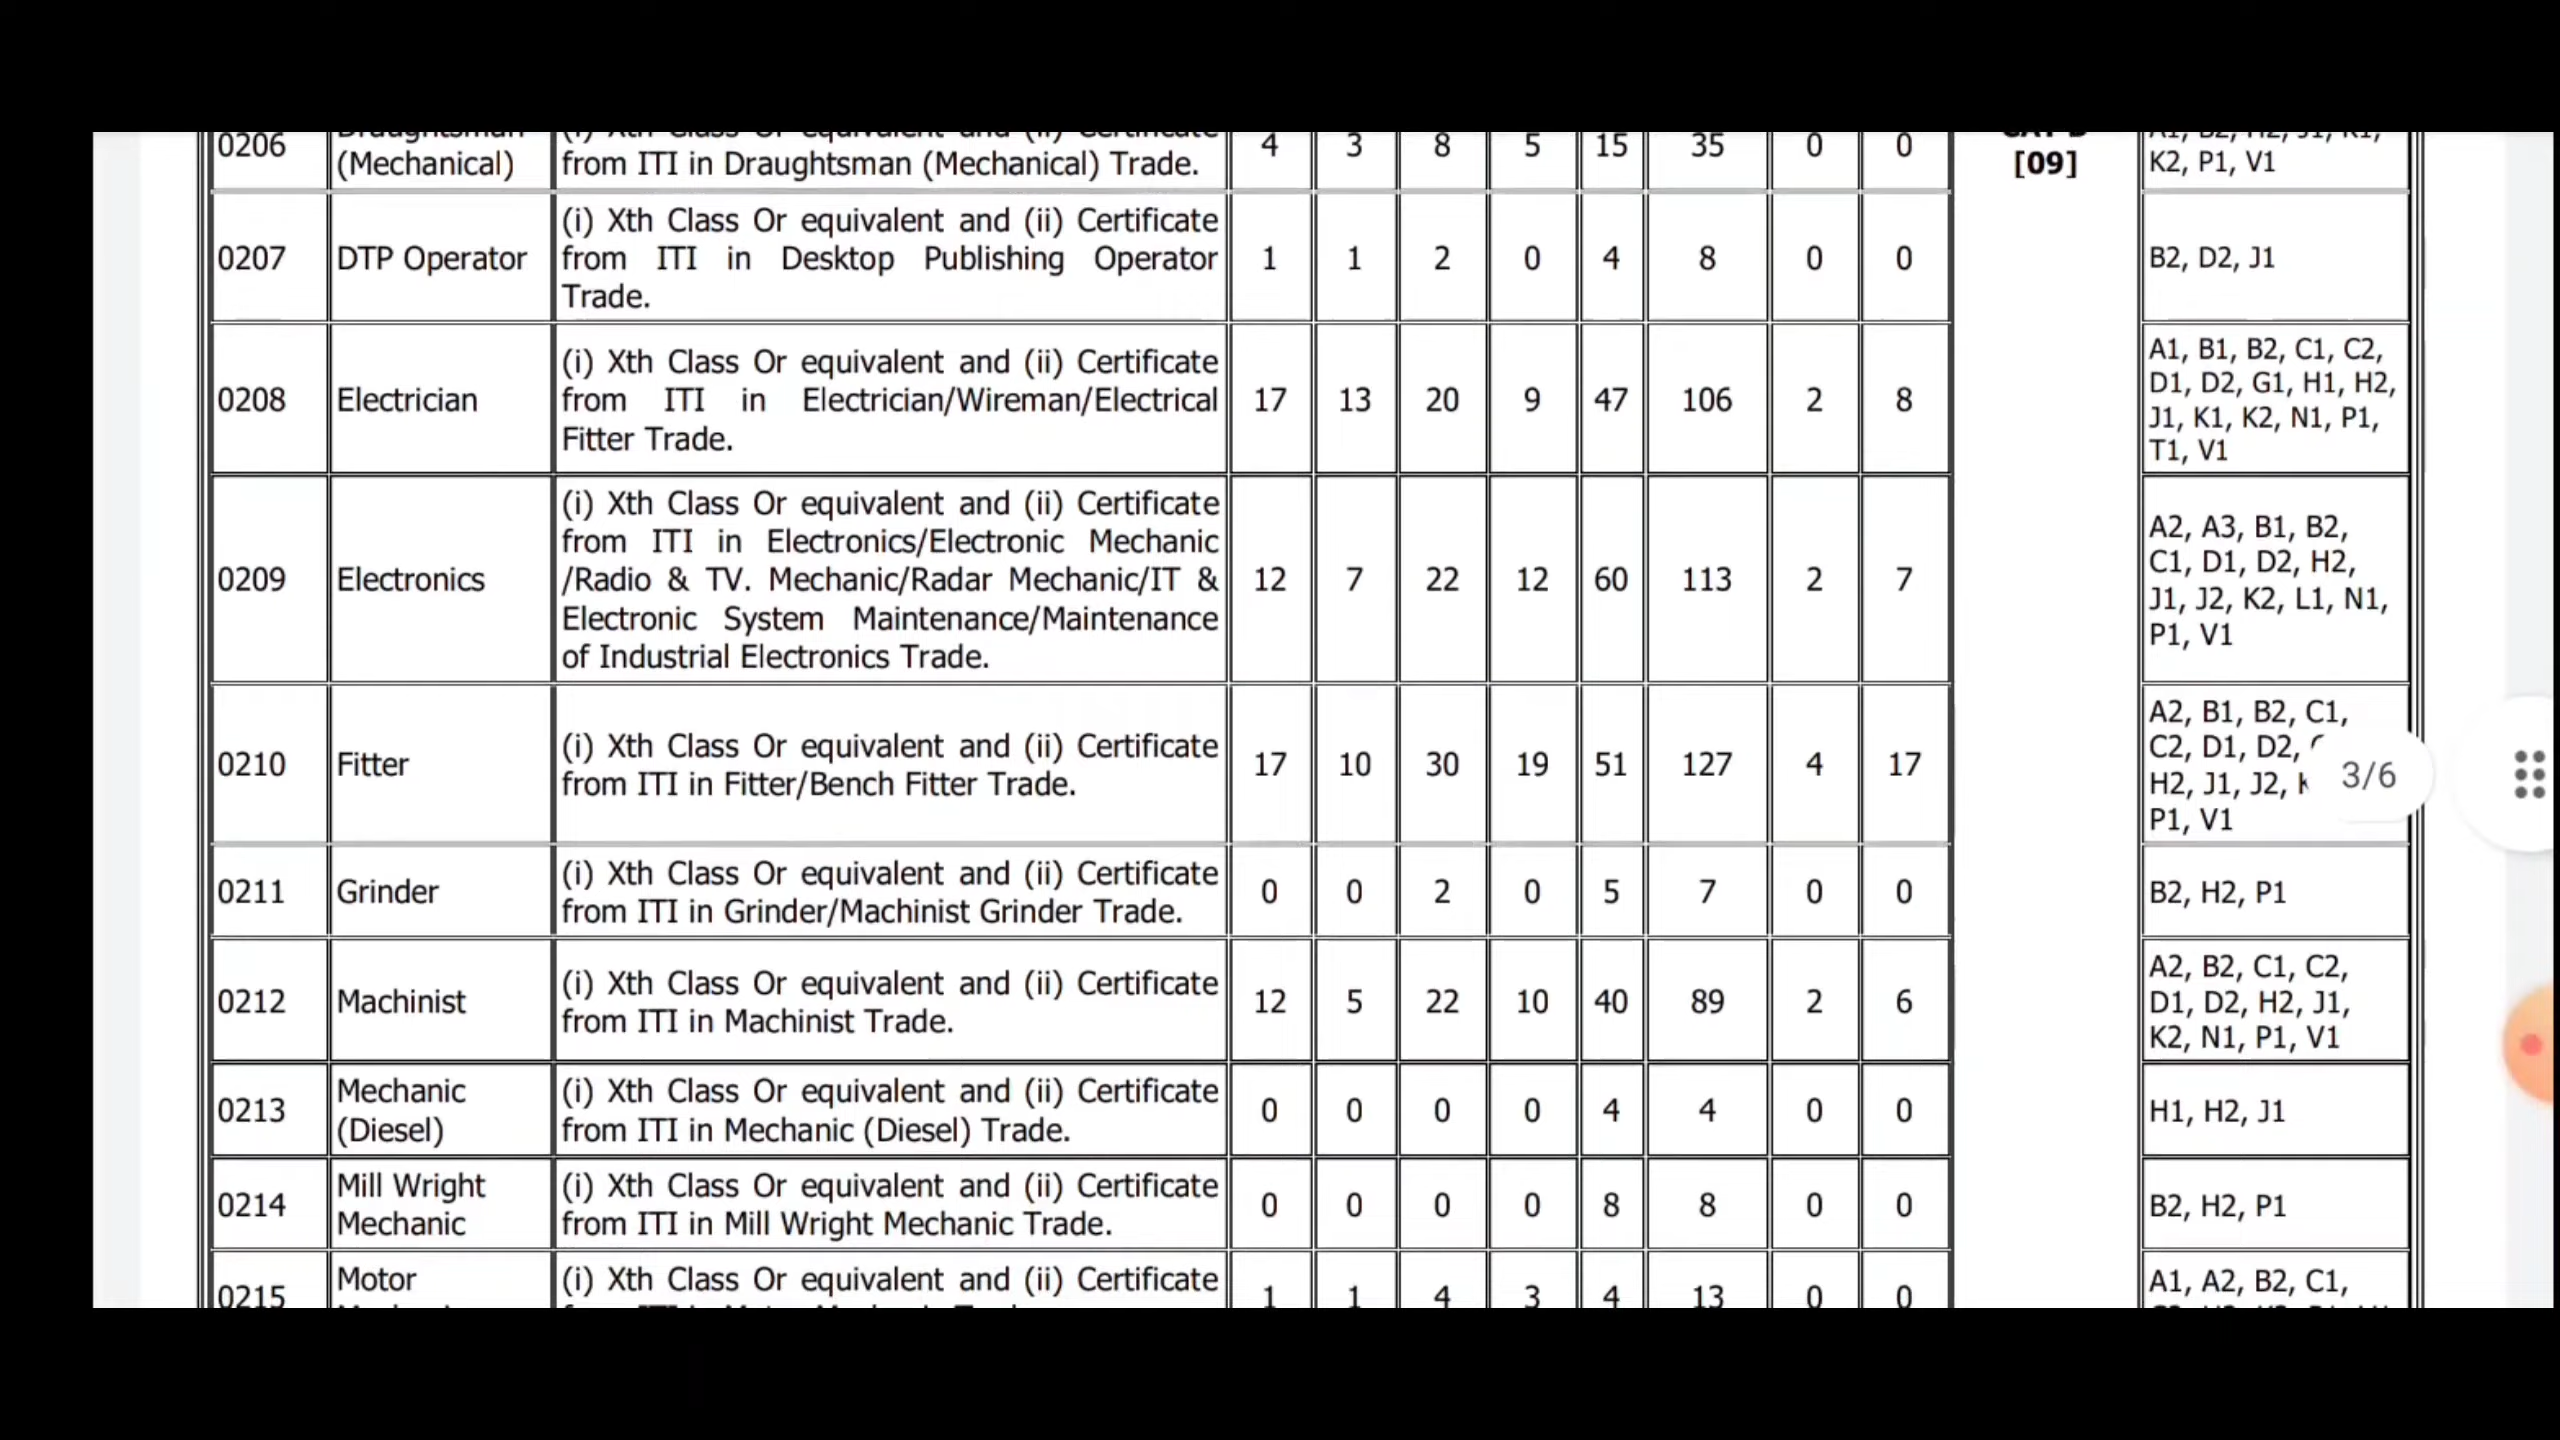 0206
(Mechanical)
(i) Xth Class Or equivalent and (ii) Certificate
from ITI in Draughtsman (Mechanical) Trade.
4 3 8 5 15 35 0 0
[09]
K2, P1, V1
0207
DTP Operator
(i) Xth Class Or equivalent and (ii) Certificate
from ITI in Desktop Publishing Operator
Trade.
1 1 2 0 4 8 0 0
B2, D2, J1
0208
Electrician
(i) Xth Class Or equivalent and (ii) Certificate
from ITI in Electrician/Wireman/Electrical
Fitter Trade.
17 13 20 9 47 106 2 8
A1, B1, B2, C1, C2,
D1, D2, G1, H1, H2,
J1, K1, K2, N1, P1,
T1, V1
0209
Electronics
(i) Xth Class Or equivalent and (ii) Certificate
from ITI in Electronics/Electronic Mechanic
/Radio & TV. Mechanic/Radar Mechanic/IT &
Electronic System Maintenance/Maintenance
of Industrial Electronics Trade.
12 7 22 12 60 113 2 7
A2, A3, B1, B2,
C1, D1, D2, H2,
J1, J2, K2, L1, N1,
P1, V1
0210
Fitter
(i) Xth Class Or equivalent and (ii) Certificate
from ITI in Fitter/Bench Fitter Trade.
17 10 30 19 51 127 4 17
A2, B1, B2, C1,
C2, D1, D2,
H2, J1, J2,
P1, V1
3/6
0211
Grinder
(i) Xth Class Or equivalent and (ii) Certificate
from ITI in Grinder/Machinist Grinder Trade.
0 0 2 0 5 7 0 0
B2, H2, P1
0212
Machinist
(i) Xth Class Or equivalent and (ii) Certificate
from ITI in Machinist Trade.
12 5 22 10 40 89 2 6
A2, B2, C1, C2,
D1, D2, H2, J1,
K2, N1, P1, V1
0213
Mechanic
(Diesel)
(i) Xth Class Or equivalent and (ii) Certificate
from ITI in Mechanic (Diesel) Trade.
0 0 0 0 4 4 0 0
H1, H2, J1
0214
Mill Wright
Mechanic
(i) Xth Class Or equivalent and (ii) Certificate
from ITI in Mill Wright Mechanic Trade.
0 0 0 0 8 8 0 0
B2, H2, P1
0215
Motor
(i) Xth Class Or equivalent and (ii) Certificate
1 1 4 3 4 13 0 0
A1, A2, B2, C1,